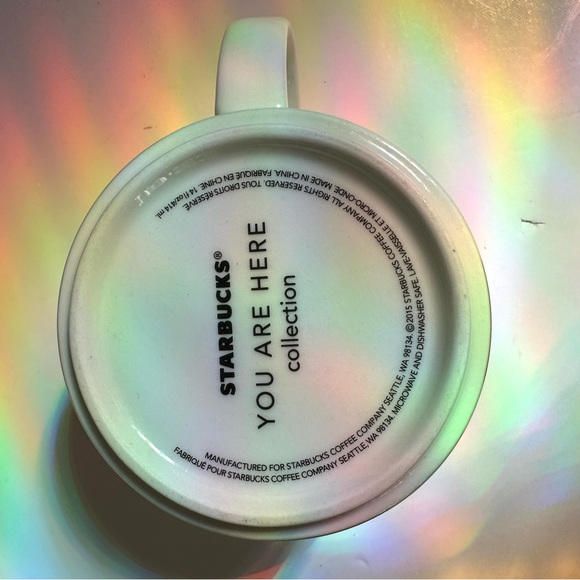 STARBUCKS®
YOU ARE HERE
collection
MANUFACTURED FOR STARBUCKS COFFEE COMPANY SEATTLE, WA 98134. ©2015 STARBUCKS COFFEE COMPANY ALL RIGHTS RESERVED. TOUS DROITS RÉSERVÉ.
FABRIQUÉ POUR STARBUCKS COFFEE COMPANY SEATTLE, WA 98134. MICROWAVE AND DISHWASHER SAFE. LAVE-VAISSELLE ET MICRO-ONDE. MADE IN CHINA. FABRIQUÉ EN CHINE. 14 fl oz/414 ml